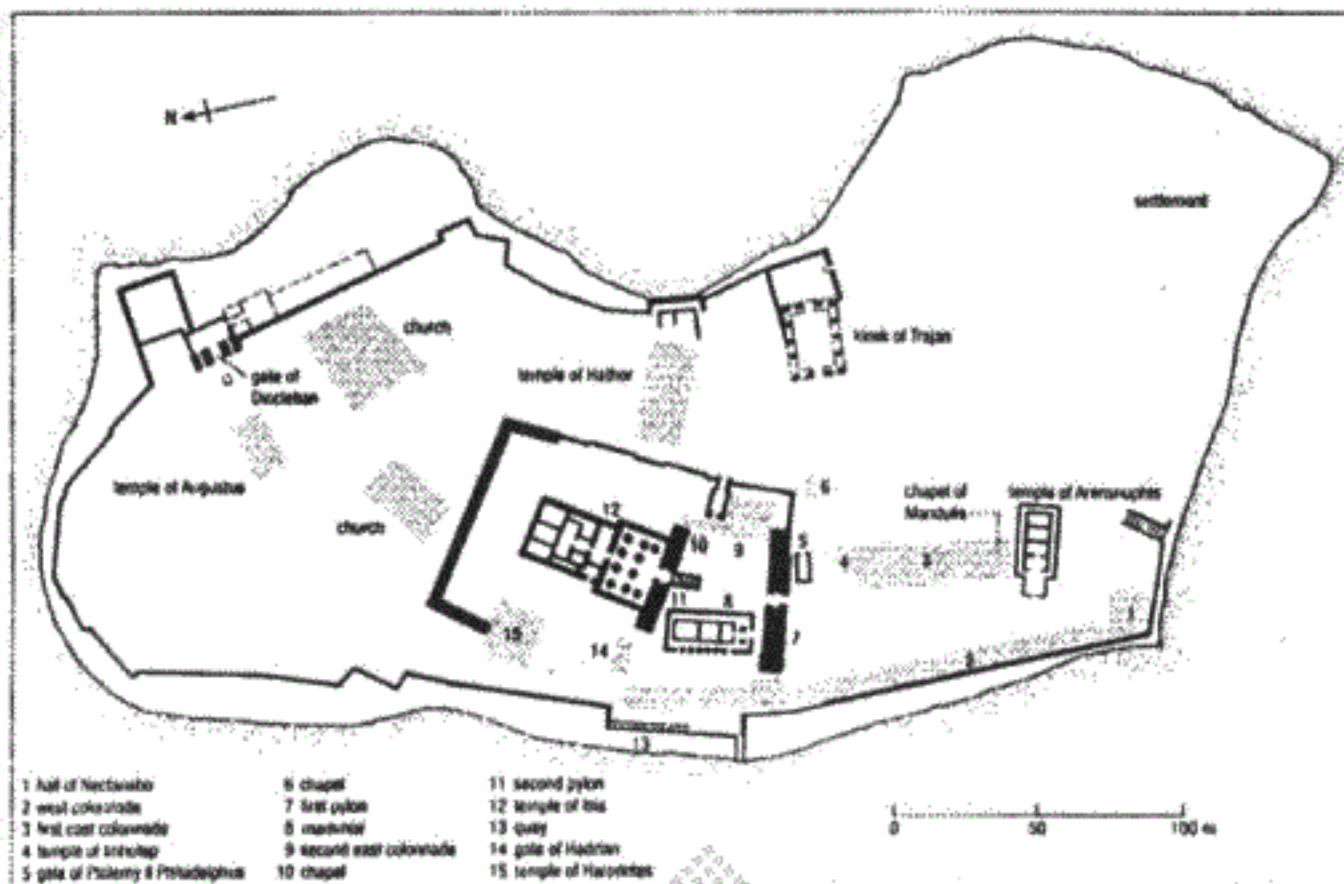 N
settlement
church
kiosk of Trajan
gate of
Diocletian
temple of Hathor
temple of Augustus
church
chapel of
Mandulis
temple of Arensnuphis
12
10
9
6
5
4
3
11
8
7
15
14
1
2
13
1 hall of Nectanebo
2 west colonnade
3 first east colonnade
4 temple of Imhotep
5 gate of Ptolemy II Philadelphus
6 chapel
7 first pylon
8 mammisi
9 second east colonnade
10 chapel
11 second pylon
12 temple of Isis
13 quay
14 gate of Hadrian
15 temple of Harendotes
0 50 100 m